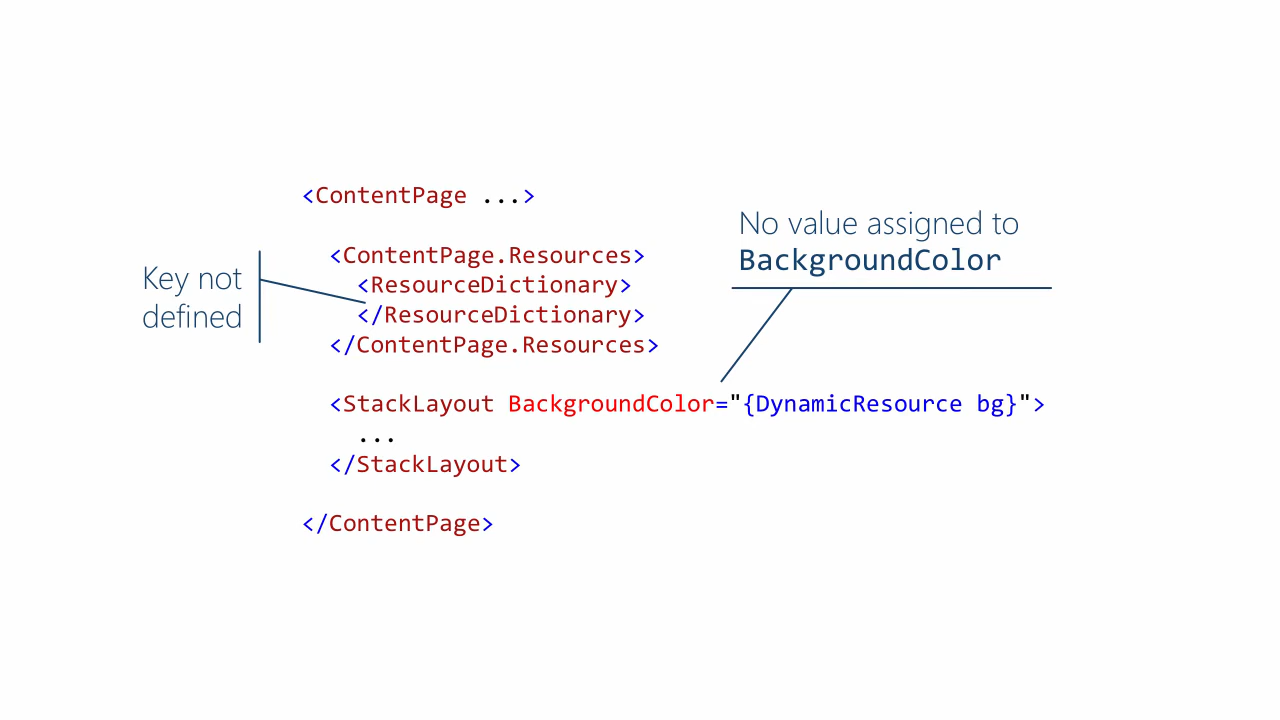 <ContentPage ...>
<ContentPage.Resources>
<ResourceDictionary>
</ResourceDictionary>
</ContentPage.Resources>
<StackLayout BackgroundColor="{DynamicResource bg}">
...
</StackLayout>
</ContentPage>
Key not
defined
No value assigned to
BackgroundColor